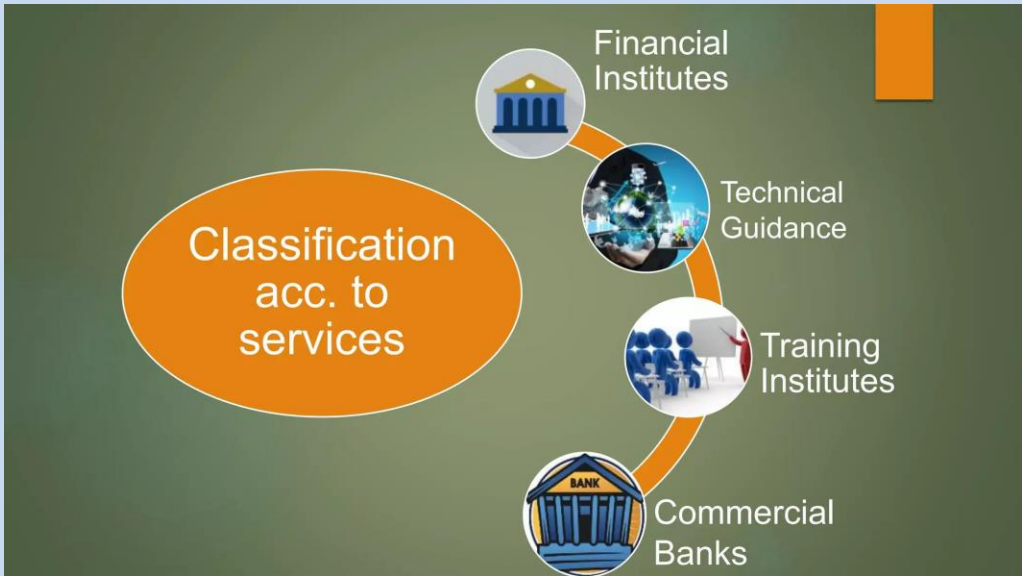 Classification
acc. to
services
Financial
Institutes
Technical
Guidance
Training
Institutes
BANK
Commercial
Banks